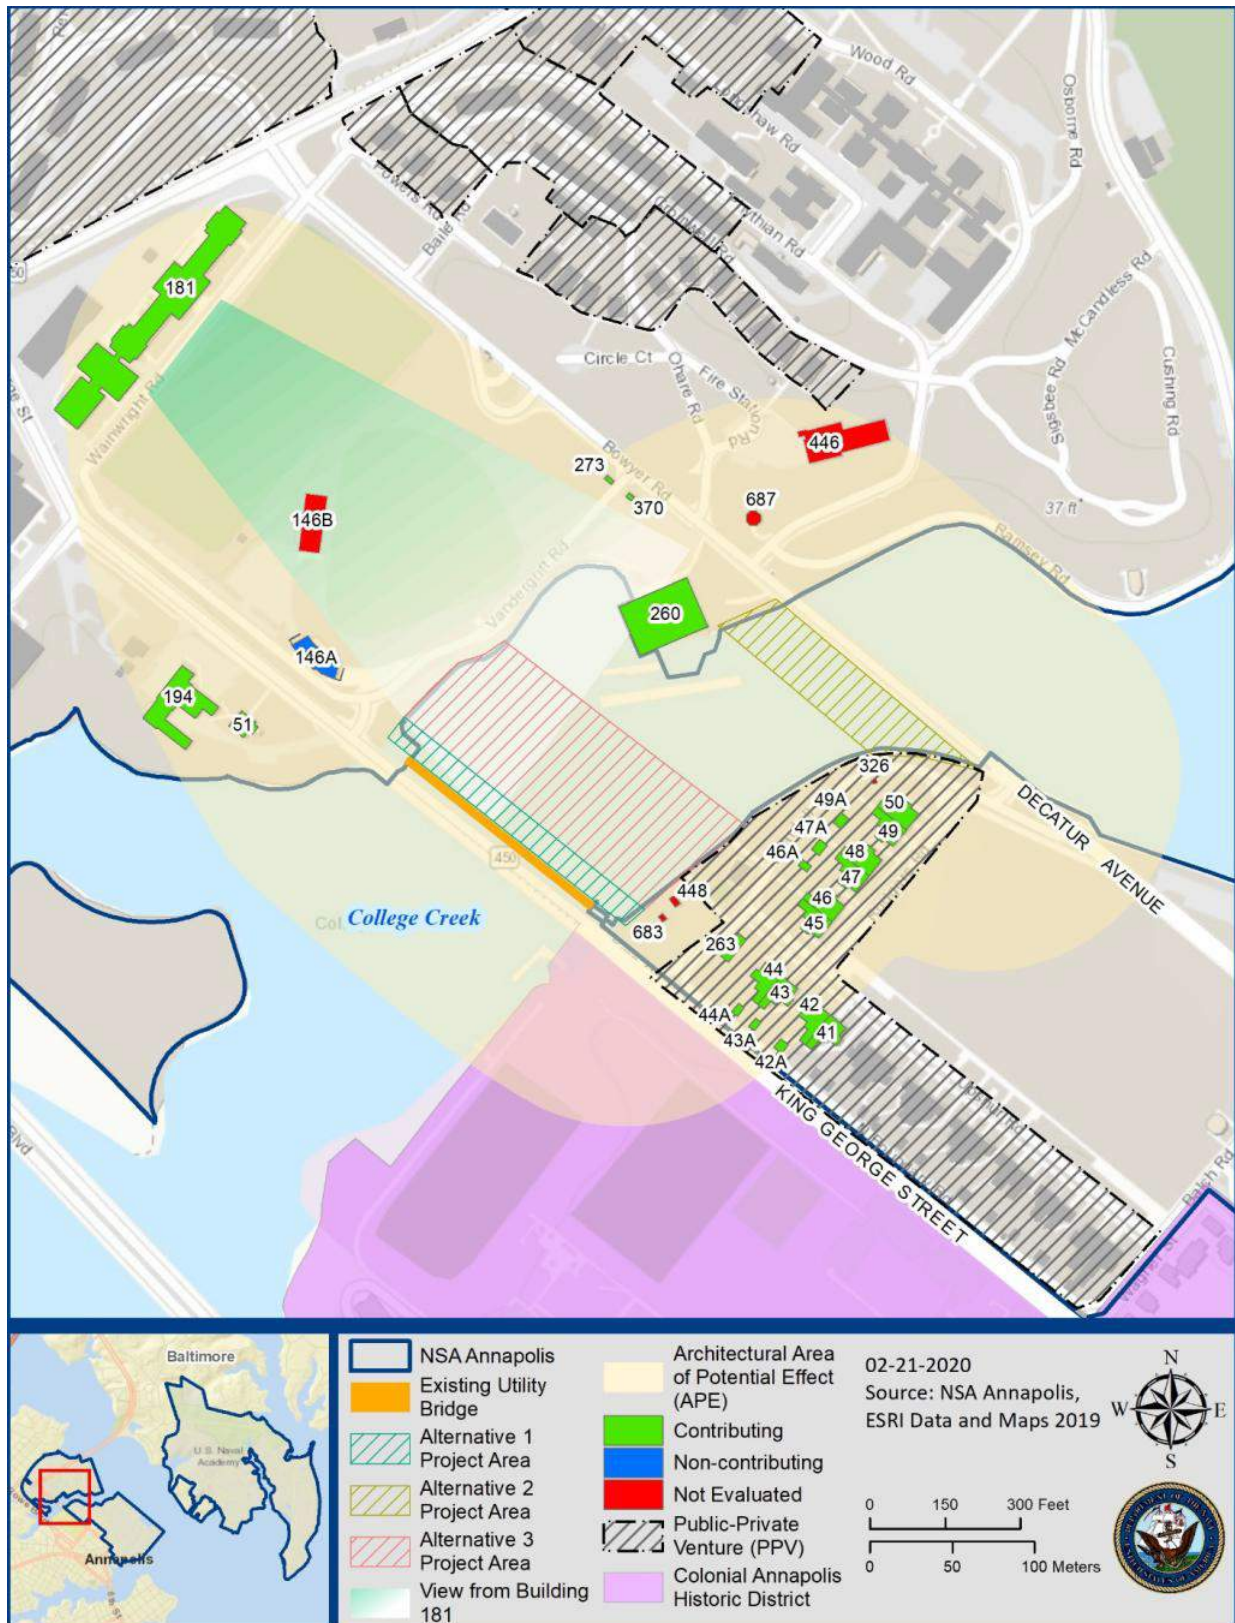 Wood Rd
Osborne Rd
Powers Rd
Baild Rd
McCandless Rd
Sigsbee Rd
Cushing Rd
181
Circle Ct
Ohare Rd
Fire Station
Rd
Wainwright Rd
446
Bowyer Rd
273
370
687
37 ft
146B
Ramsey Rd
Vandergrift Rd
260
146A
194
51
326
50
49A
49
47A
48
46A
47
DECATUR AVENUE
450
46
45
448
College Creek
683
263
44
43
42
44A
41
43A
42A
KING GEORGE STREET
Upshur Rd
Balch Rd
Wagner St
Blvd
Baltimore
U.S. Naval
Academy
Annapolis
NSA Annapolis
Existing Utility
Bridge
Alternative 1
Project Area
Alternative 2
Project Area
Alternative 3
Project Area
View from Building
181
Architectural Area
of Potential Effect
(APE)
Contributing
Non-contributing
Not Evaluated
Public-Private
Venture (PPV)
Colonial Annapolis
Historic District
02-21-2020
Source: NSA Annapolis,
ESRI Data and Maps 2019
N
W
E
S
0 150 300 Feet
0 50 100 Meters